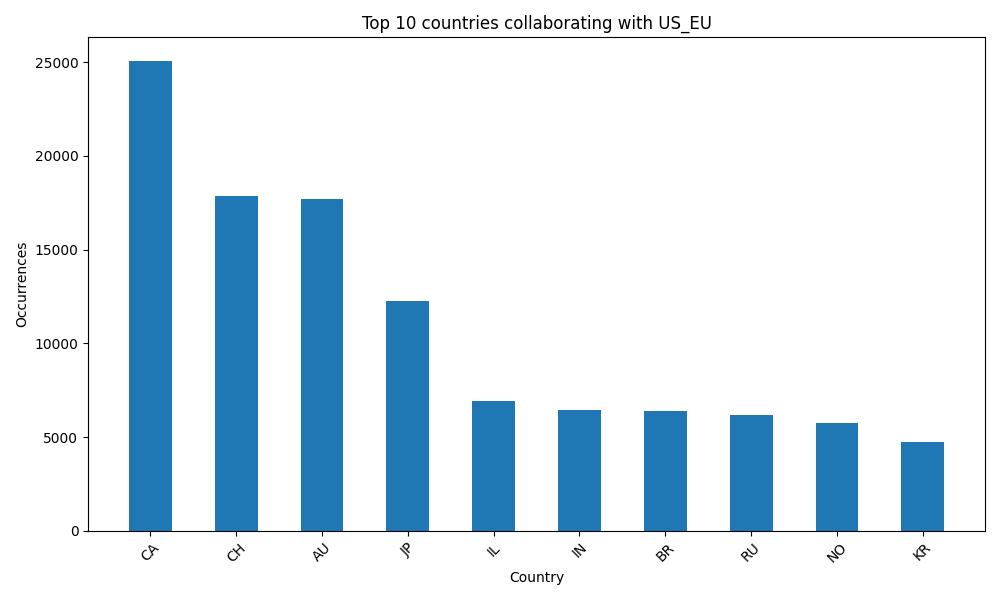 Top 10 countries collaborating with US_EU
Occurrences
25000
20000
15000
10000
5000
0
CA
CH
AU
JP
IL
IN
BR
RU
NO
KR
Country